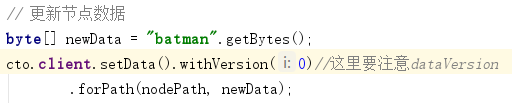 // 更新节点数据
byte[] newData = "batman".getBytes();
cto.client.setData().withVersion( i: 0)//这里要注意dataVersion
.forPath(nodePath, newData);